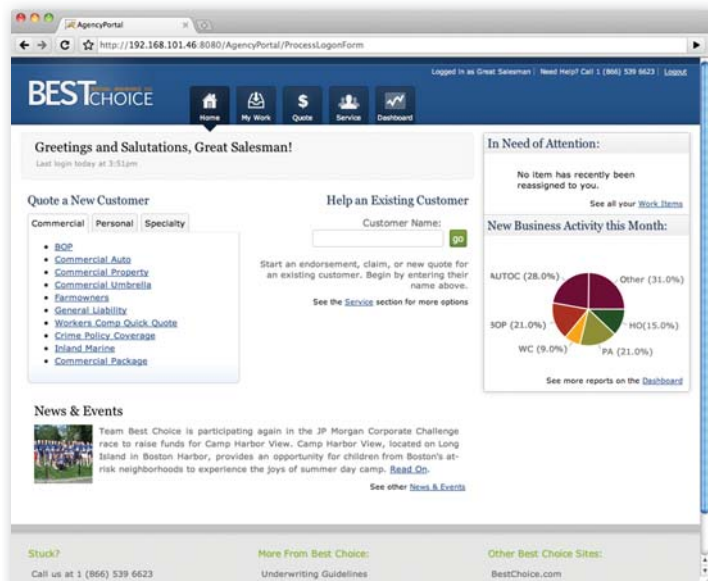 AgencyPortal
http://192.168.101.46:8080/AgencyPortal/ProcessLogonForm
Logged in as Great Salesman | Need Help? Call 1 (866) 539 6623 | Logout
BESTCHOICE
Home
My Work
Quote
Service
Dashboard
Greetings and Salutations, Great Salesman!
Last login today at 3:51pm
Quote a New Customer
Commercial Personal Specialty
BOP
Commercial Auto
Commercial Property
Commercial Umbrella
Farmowners
General Liability
Workers Comp Quick Quote
Crime Policy Coverage
Inland Marine
Commercial Package
Help an Existing Customer
Customer Name:
go
Start an endorsement, claim, or new quote for
an existing customer. Begin by entering their
name above.
See the Service section for more options
In Need of Attention:
No item has recently been
reassigned to you.
See all your Work Items
New Business Activity this Month:
AUTOC (28.0%)
Other (31.0%)
BOP (21.0%)
HO(15.0%)
WC (9.0%)
PA (21.0%)
See more reports on the Dashboard
News & Events
Team Best Choice is participating again in the JP Morgan Corporate Challenge
race to raise funds for Camp Harbor View. Camp Harbor View, located on Long
Island in Boston Harbor, provides an opportunity for children from Boston's at-
risk neighborhoods to experience the joys of summer day camp. Read On.
See other News & Events
Stuck?
Call us at 1 (866) 539 6623
More From Best Choice:
Underwriting Guidelines
Other Best Choice Sites:
BestChoice.com